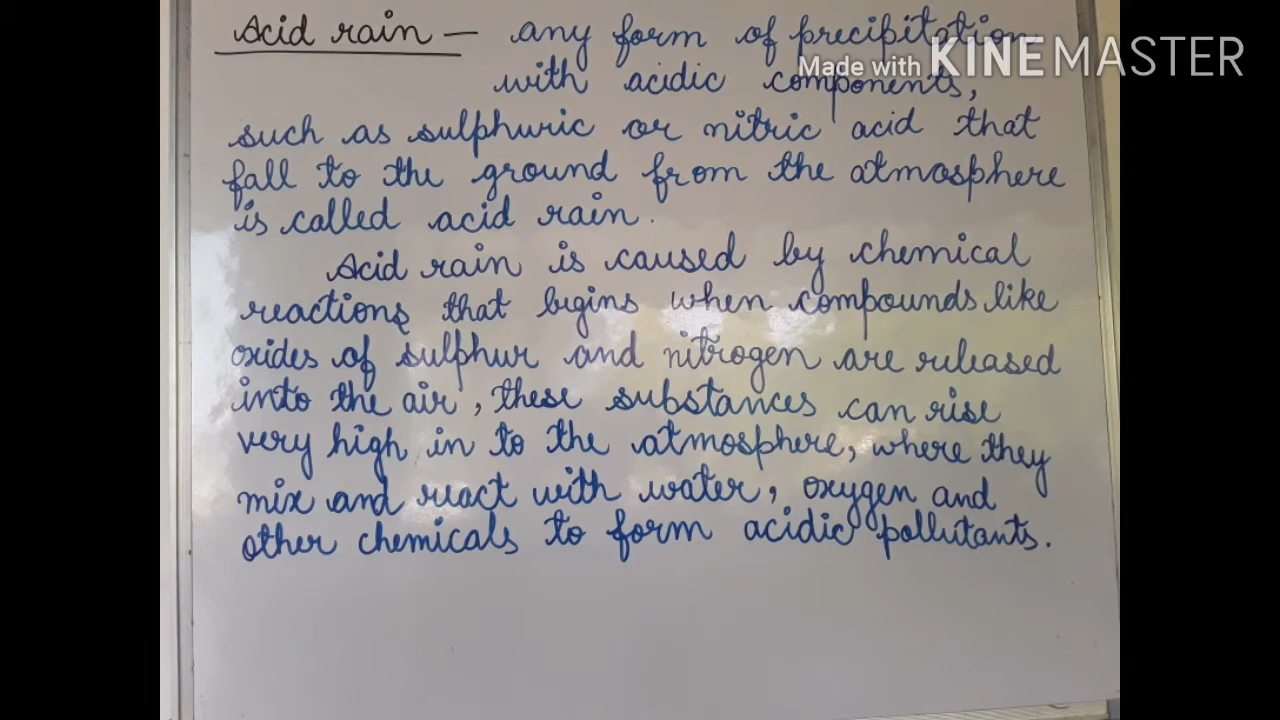 Acid rain — any form of precipitation
Made with KINEMASTER
with acidic components,
such as sulphuric or nitric acid that
fall to the ground from the atmosphere
is called acid rain.
Acid rain is caused by chemical
reactions that begins when compounds like
oxides of sulphur and nitrogen are released
into the air, these substances can rise
very high in to the atmosphere, where they
mix and react with water, oxygen and
other chemicals to form acidic pollutants.